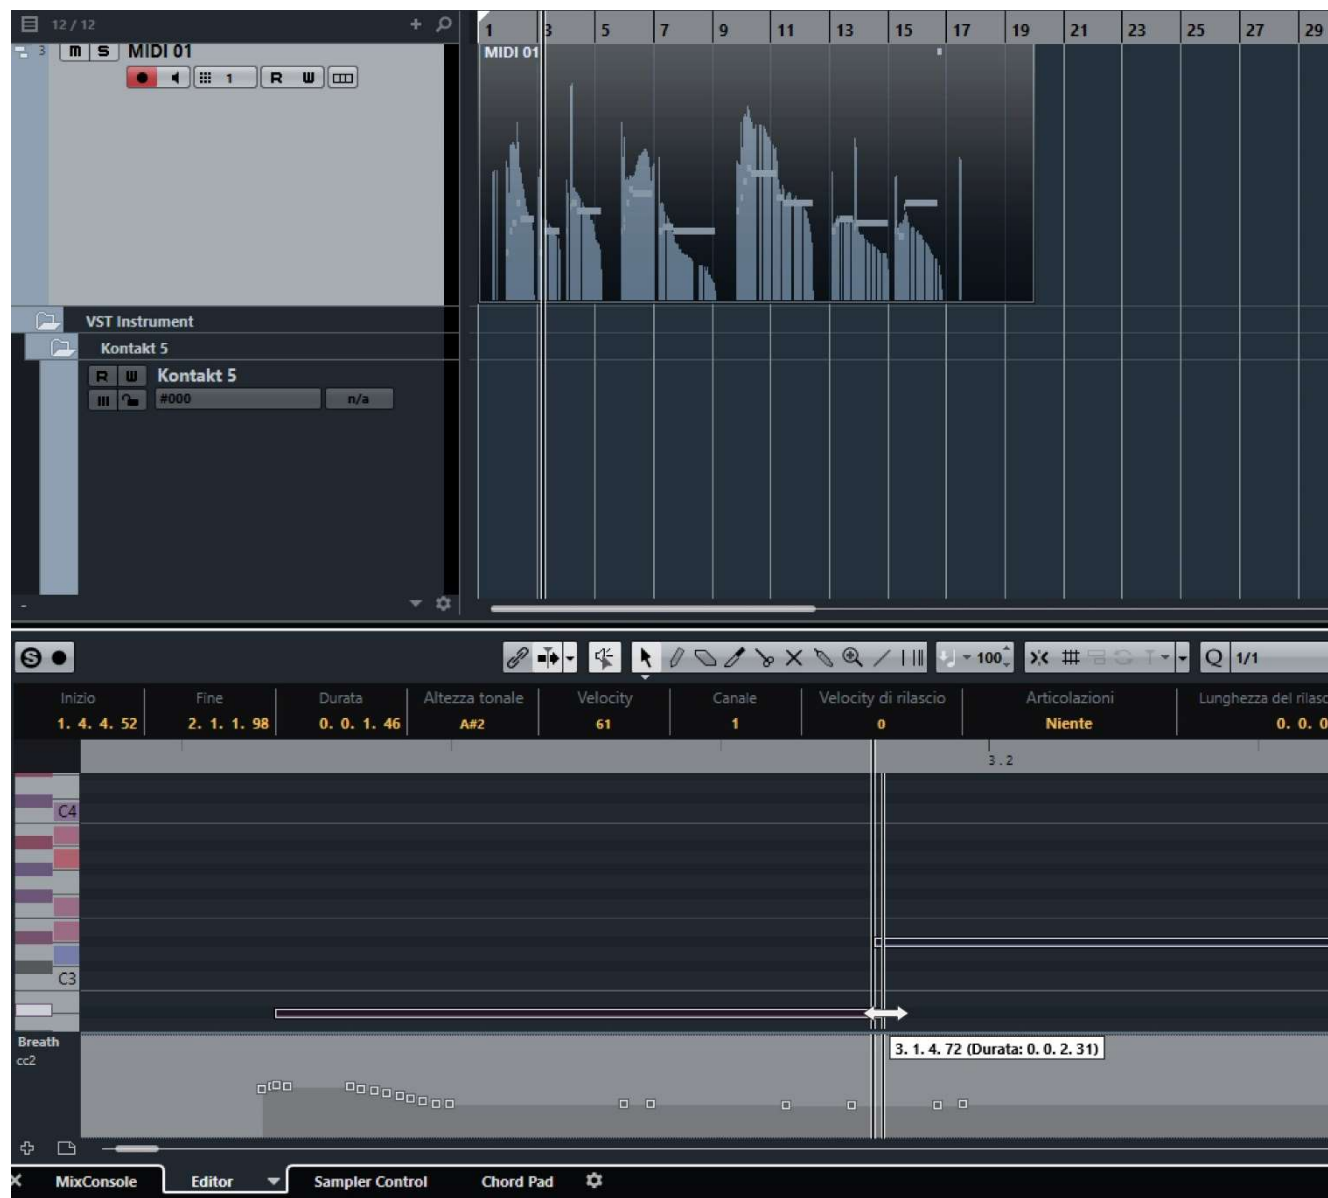 12 / 12
1 3 5 7 9 11 13 15 17 19 21 23 25 27 29
3 m S MIDI 01
MIDI 01
1 R W
VST Instrument
Kontakt 5
R W Kontakt 5
#000 n/a
-
S 100 Q 1/1
Inizio Fine Durata Altezza tonale Velocity Canale Velocity di rilascio Articolazioni Lunghezza del rilasc
1. 4. 4. 52 2. 1. 1. 98 0. 0. 1. 46 A#2 61 1 0 Niente 0. 0. 0
3.2
C4
C3
Breath
cc2
3. 1. 4. 72 (Durata: 0. 0. 2. 31)
MixConsole Editor Sampler Control Chord Pad